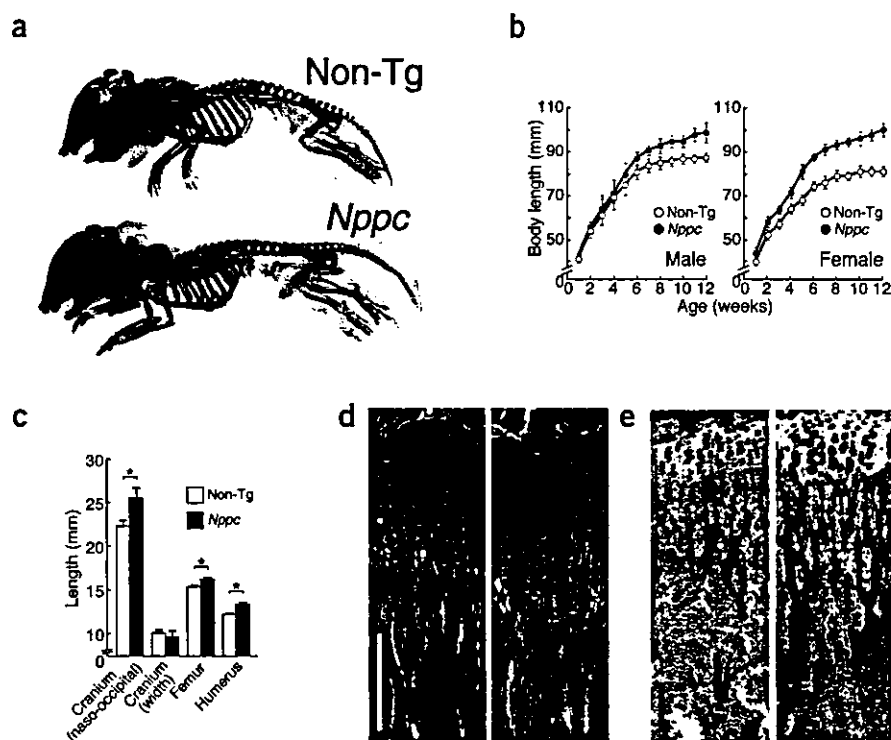 a
Non-Tg
Nppc
b
110
90
70
50
0
Body length (mm)
Non-Tg
Nppc
Male
0 2 4 6 8 10 12
110
90
70
50
0
Non-Tg
Nppc
Female
0 2 4 6 8 10 12
Age (weeks)
c
30
25
20
15
10
0
Length (mm)
Non-Tg
Nppc
* * *
Cranium
(naso-occipital)
Cranium
(width)
Femur
Humerus
d
e